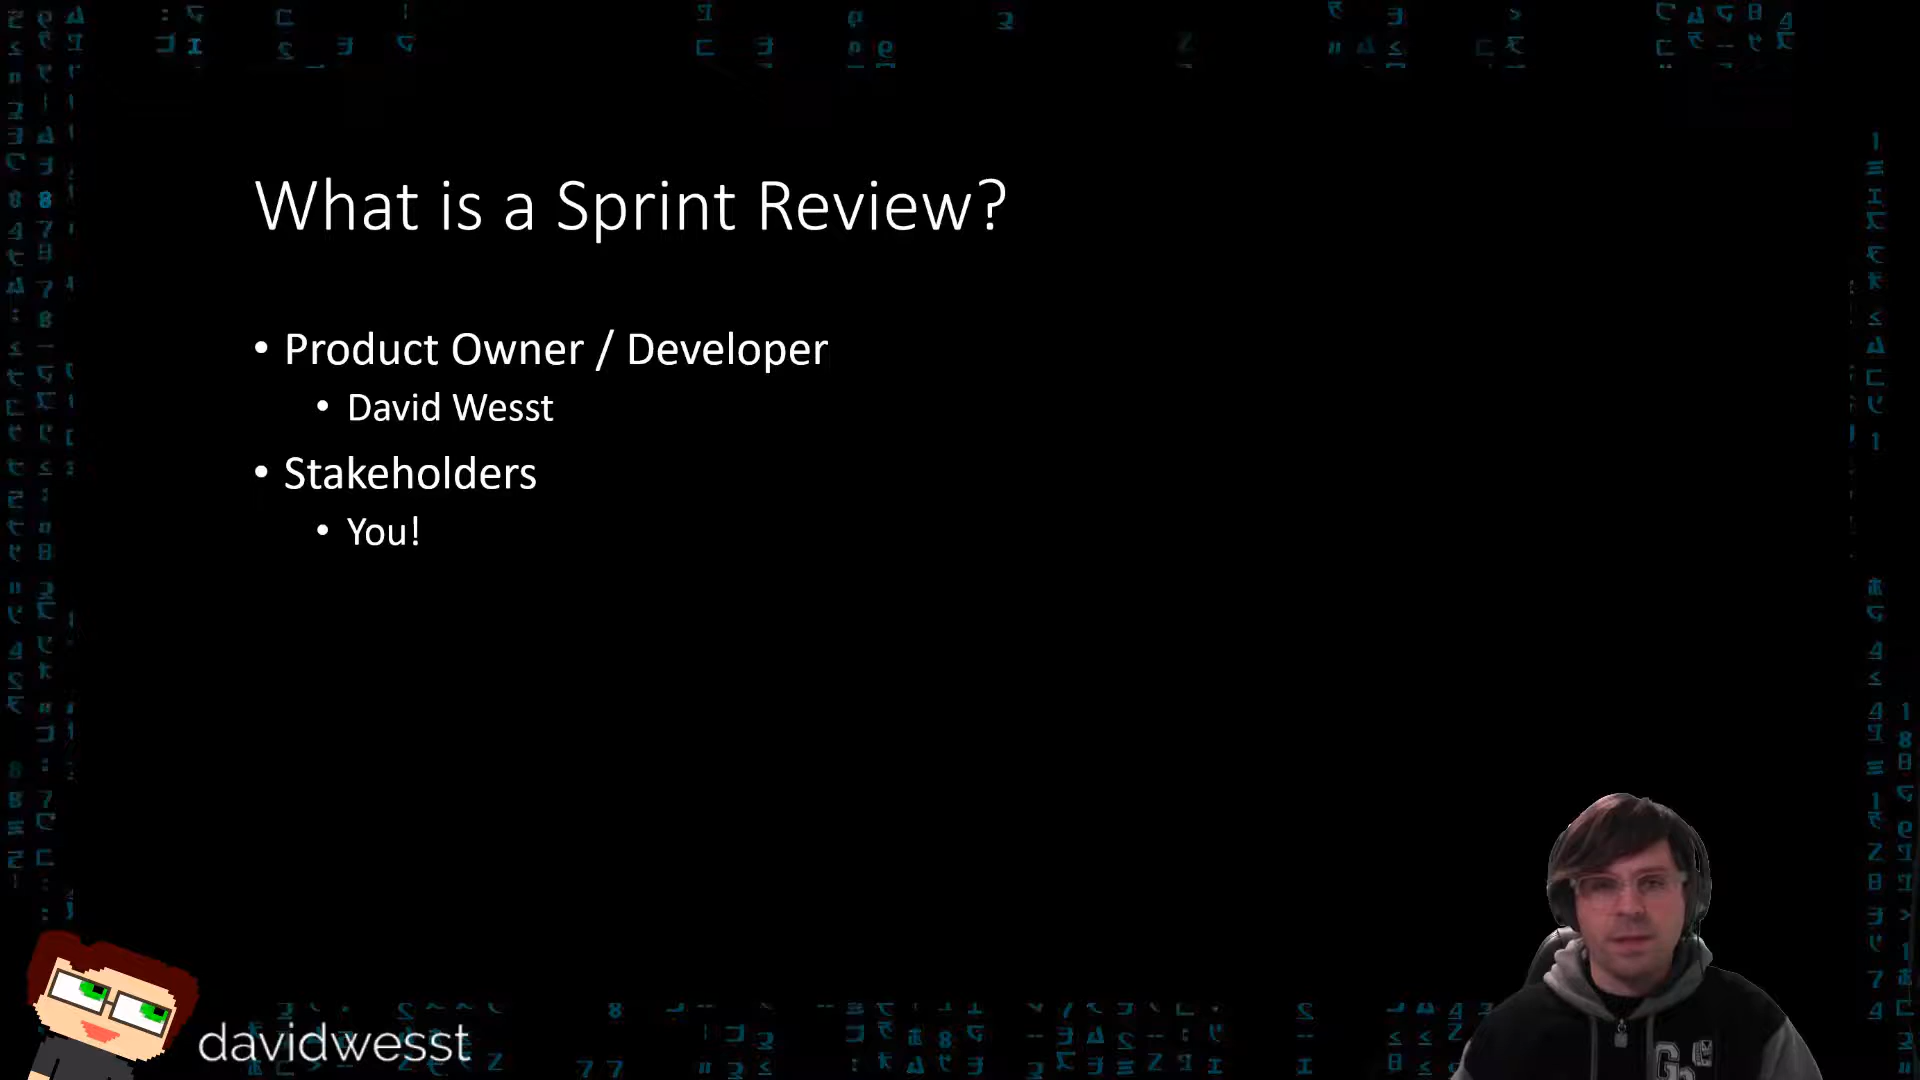 What is a Sprint Review?
• Product Owner / Developer
• David Wesst
• Stakeholders
• You!
davidwesst